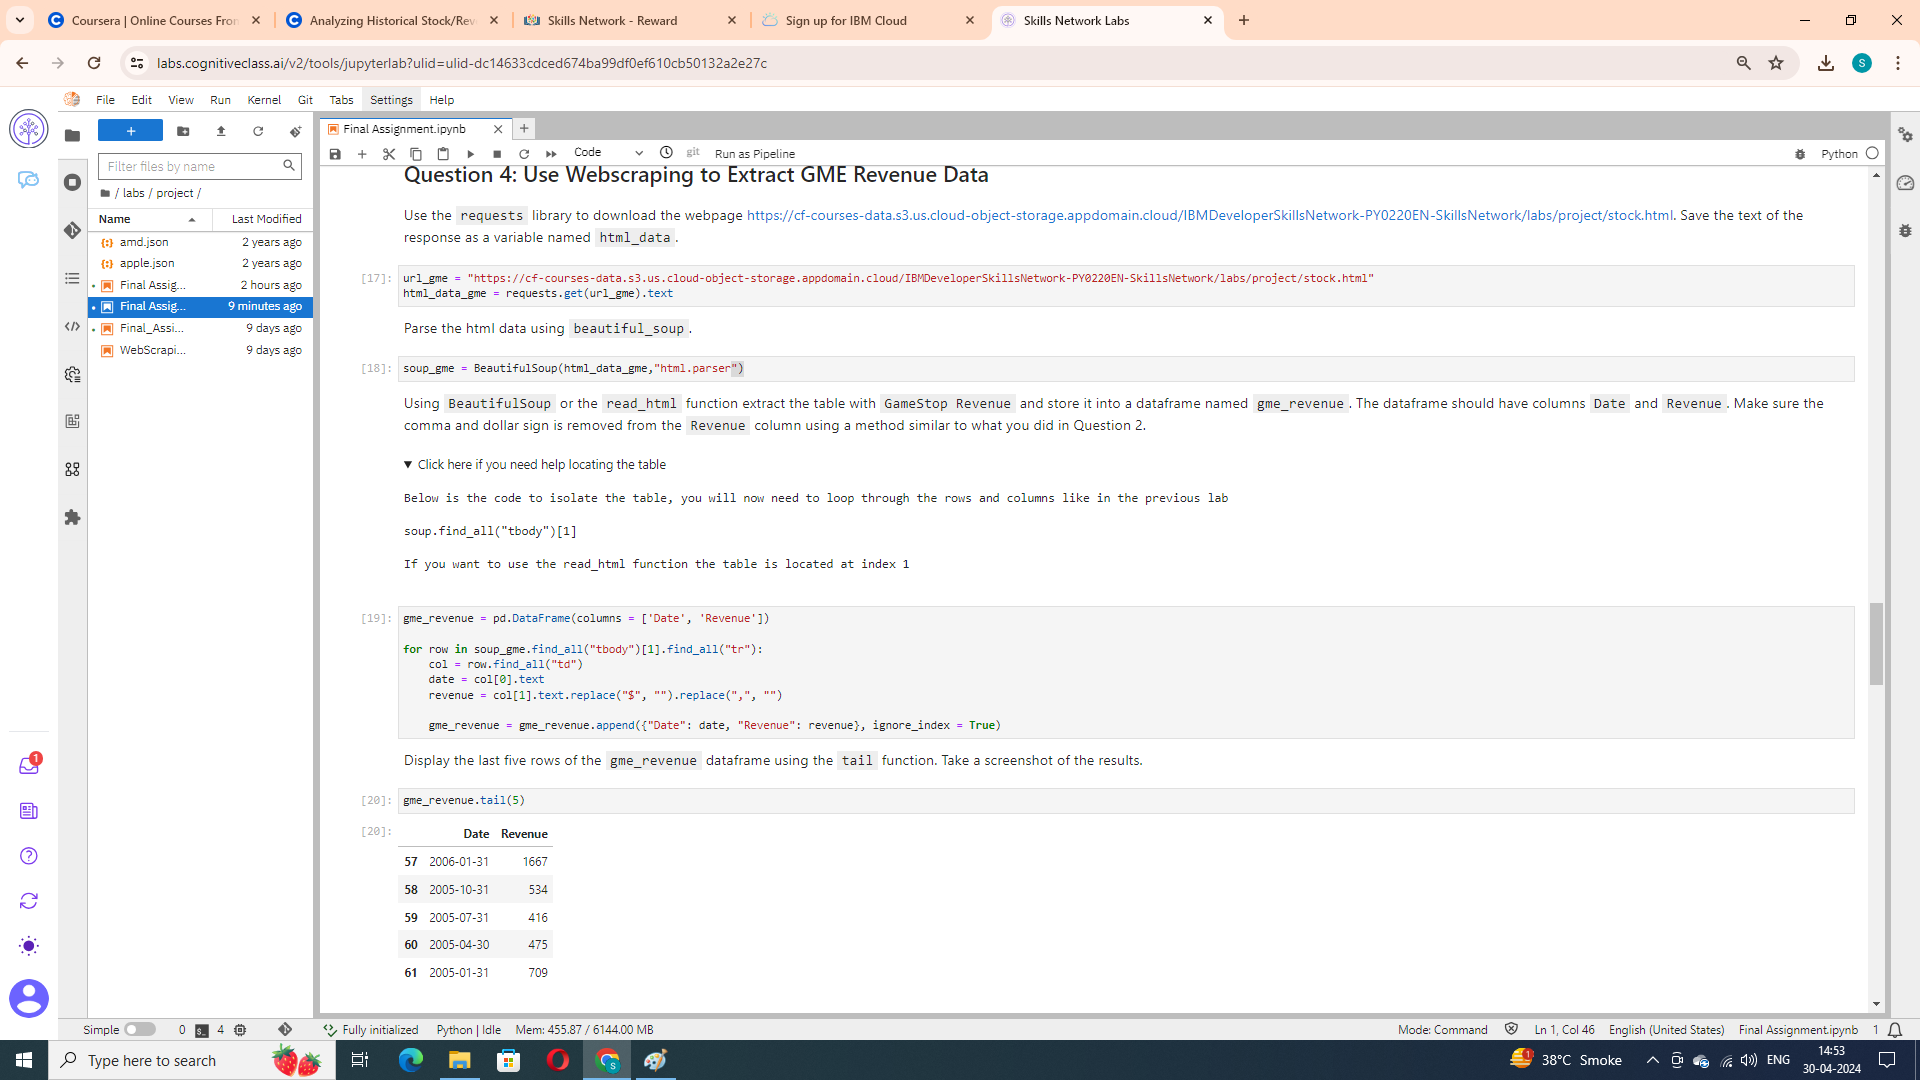 Coursera | Online Courses Fron
Analyzing Historical Stock/Reve
Skills Network - Reward
Sign up for IBM Cloud
Skills Network Labs
labs.cognitiveclass.ai/v2/tools/jupyterlab?ulid=ulid-dc14633cdced674ba99df0ef610cb50132a2e27c
S
File Edit View Run Kernel Git Tabs Settings Help
Filter files by name
/ labs / project /
Name Last Modified
amd.json 2 years ago
apple.json 2 years ago
Final Assig... 2 hours ago
Final Assig... 9 minutes ago
Final_Assi... 9 days ago
WebScrapi... 9 days ago
1
Final Assignment.ipynb
Code git Run as Pipeline Python
Question 4: Use Webscraping to Extract GME Revenue Data
Use the requests library to download the webpage https://cf-courses-data.s3.us.cloud-object-storage.appdomain.cloud/IBMDeveloperSkillsNetwork-PY0220EN-SkillsNetwork/labs/project/stock.html. Save the text of the
response as a variable named html_data.
[17]: url_gme = "https://cf-courses-data.s3.us.cloud-object-storage.appdomain.cloud/IBMDeveloperSkillsNetwork-PY0220EN-SkillsNetwork/labs/project/stock.html"
html_data_gme = requests.get(url_gme).text
Parse the html data using beautiful_soup.
[18]: soup_gme = BeautifulSoup(html_data_gme,"html.parser")
Using BeautifulSoup or the read_html function extract the table with GameStop Revenue and store it into a dataframe named gme_revenue. The dataframe should have columns Date and Revenue. Make sure the
comma and dollar sign is removed from the Revenue column using a method similar to what you did in Question 2.
Click here if you need help locating the table
Below is the code to isolate the table, you will now need to loop through the rows and columns like in the previous lab
soup.find_all("tbody")[1]
If you want to use the read_html function the table is located at index 1
[19]: gme_revenue = pd.DataFrame(columns = ['Date', 'Revenue'])
for row in soup_gme.find_all("tbody")[1].find_all("tr"):
col = row.find_all("td")
date = col[0].text
revenue = col[1].text.replace("$", "").replace(",", "")
gme_revenue = gme_revenue.append({"Date": date, "Revenue": revenue}, ignore_index = True)
Display the last five rows of the gme_revenue dataframe using the tail function. Take a screenshot of the results.
[20]: gme_revenue.tail(5)
[20]:
Date Revenue
57 2006-01-31 1667
58 2005-10-31 534
59 2005-07-31 416
60 2005-04-30 475
61 2005-01-31 709
Simple 0 4 Fully initialized Python | Idle Mem: 455.87 / 6144.00 MB Mode: Command Ln 1, Col 46 English (United States) Final Assignment.ipynb 1
Type here to search
S
1 38°C Smoke ENG
14:53
30-04-2024